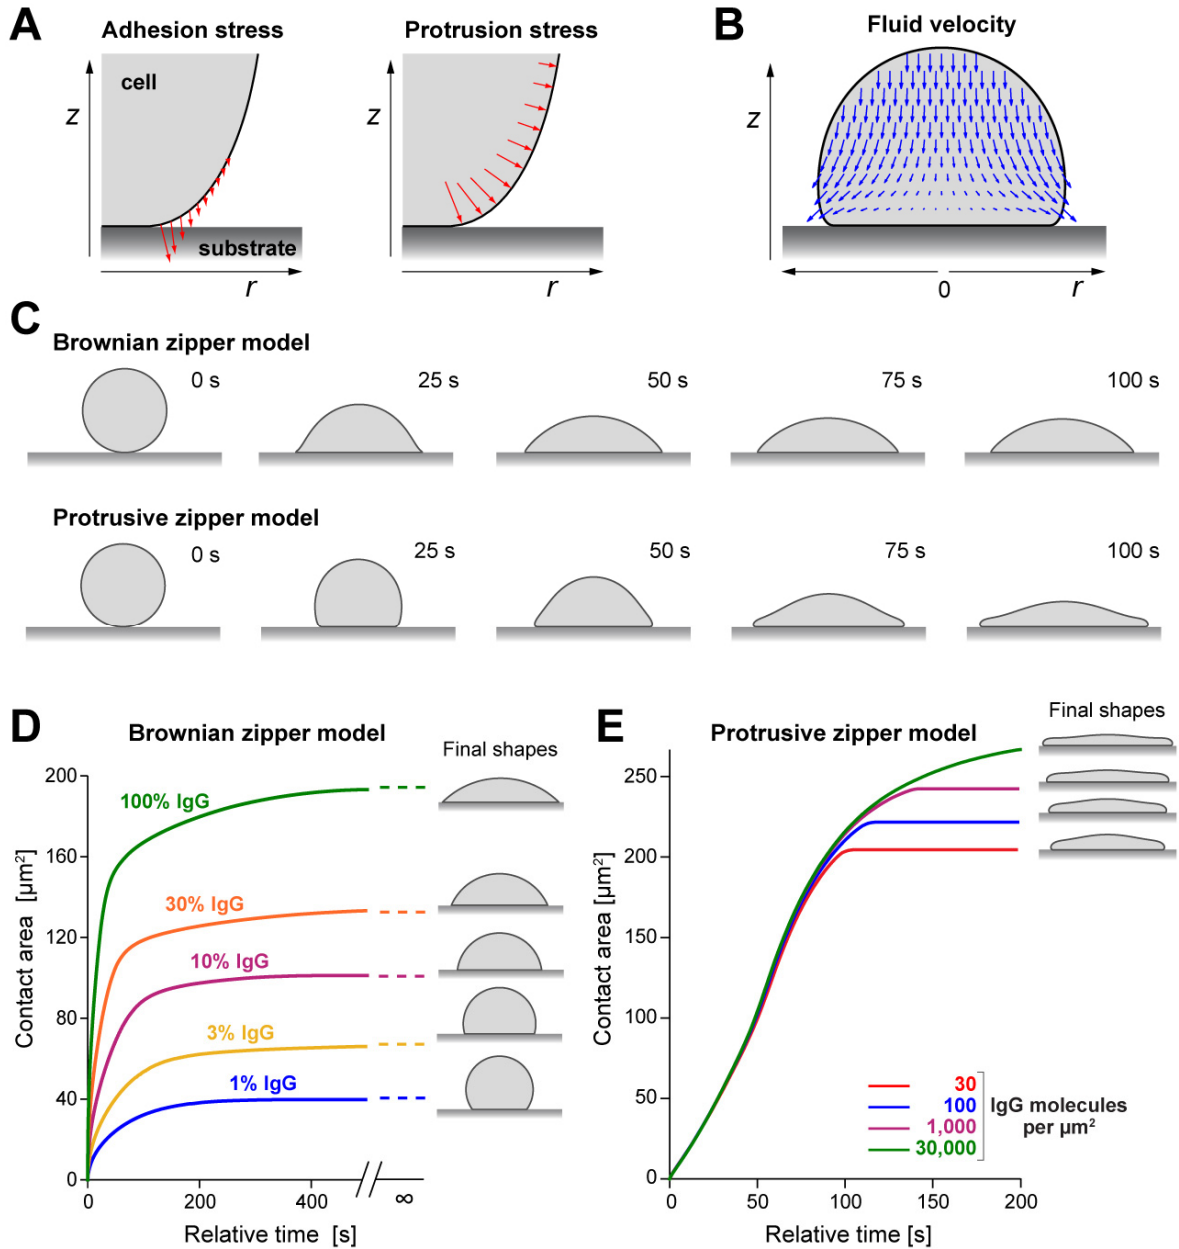 A
Adhesion stress
cell
z
substrate
r
Protrusion stress
z
r
B
Fluid velocity
z
0
r
C
Brownian zipper model
0 s
25 s
50 s
75 s
100 s
Protrusive zipper model
0 s
25 s
50 s
75 s
100 s
D
Brownian zipper model
Final shapes
Contact area [µm²]
200
160
120
80
40
0
100% IgG
30% IgG
10% IgG
3% IgG
1% IgG
0
200
400
∞
Relative time [s]
E
Protrusive zipper model
Final shapes
Contact area [µm²]
250
200
150
100
50
0
30
100
1,000
30,000
IgG molecules
per µm²
0
50
100
150
200
Relative time [s]